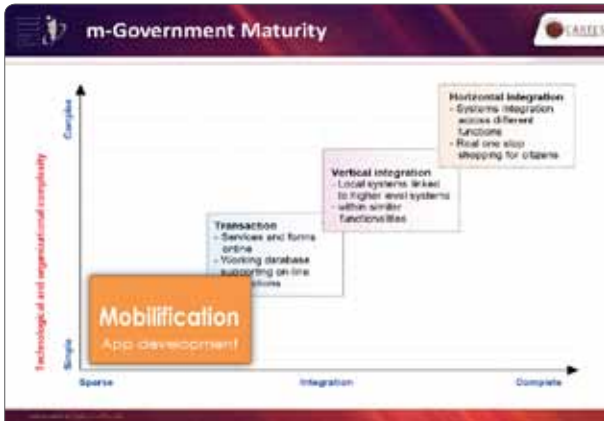 m-Government Maturity
CARTES
Technological and organizational complexity
Complex
Simple
Horizontal integration
- Systems integration
across different
functions
- Real one stop
shopping for citizens
Vertical integration
- Local systems linked
to higher level systems
- within similar
functionalities
Transaction
- Services and forms
online
- Working database
supporting on-line
Mobilification
App development
Sparse
Integration
Complete